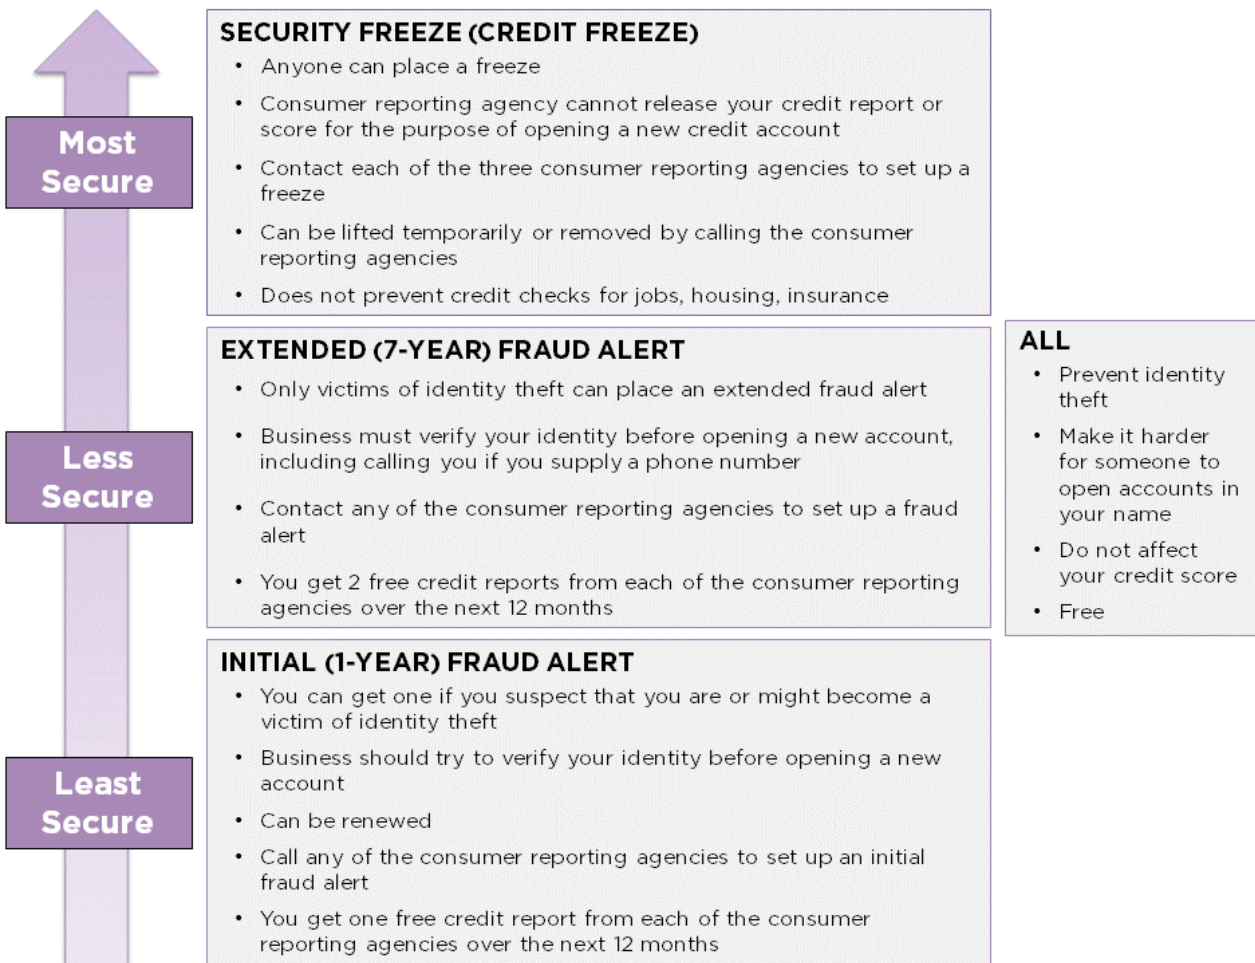 SECURITY FREEZE (CREDIT FREEZE)
• Anyone can place a freeze
• Consumer reporting agency cannot release your credit report or
score for the purpose of opening a new credit account
• Contact each of the three consumer reporting agencies to set up a
freeze
• Can be lifted temporarily or removed by calling the consumer
reporting agencies
• Does not prevent credit checks for jobs, housing, insurance
Most
Secure
EXTENDED (7-YEAR) FRAUD ALERT
• Only victims of identity theft can place an extended fraud alert
• Business must verify your identity before opening a new account,
including calling you if you supply a phone number
• Contact any of the consumer reporting agencies to set up a fraud
alert
• You get 2 free credit reports from each of the consumer reporting
agencies over the next 12 months
Less
Secure
ALL
• Prevent identity
theft
• Make it harder
for someone to
open accounts in
your name
• Do not affect
your credit score
• Free
INITIAL (1-YEAR) FRAUD ALERT
• You can get one if you suspect that you are or might become a
victim of identity theft
• Business should try to verify your identity before opening a new
account
• Can be renewed
• Call any of the consumer reporting agencies to set up an initial
fraud alert
• You get one free credit report from each of the consumer
reporting agencies over the next 12 months
Least
Secure